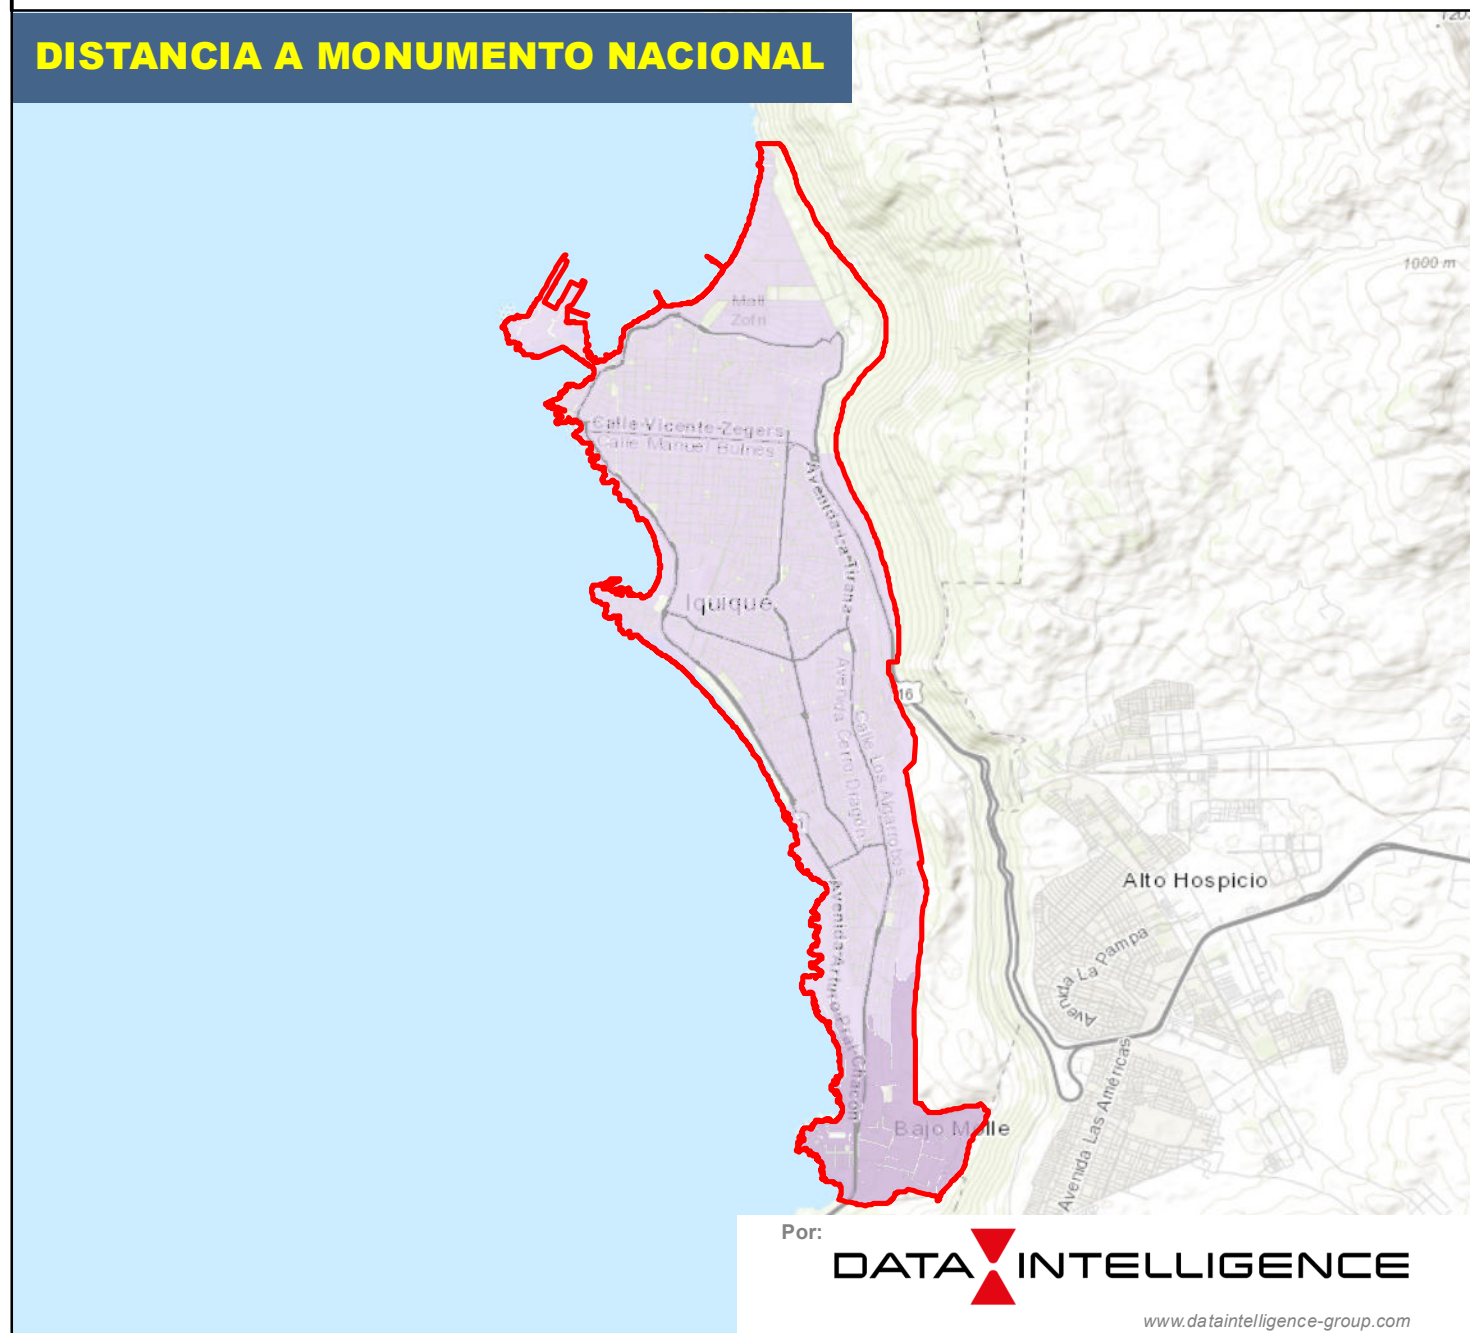 DISTANCIA A MONUMENTO NACIONAL
1000 m
Mall
Zofri
Calle Vicente Zegers
Calle Manuel Bulnes
Avenida La Tirana
Iquique
16
Avenida Cerro Dragón
Calle Los Algarrobos
1
Alto Hospicio
Avenida La Pampa
Avenida Arturo Prat Chacón
Avenida Las Américas
Bajo Molle
Por:
DATA INTELLIGENCE
www.dataintelligence-group.com